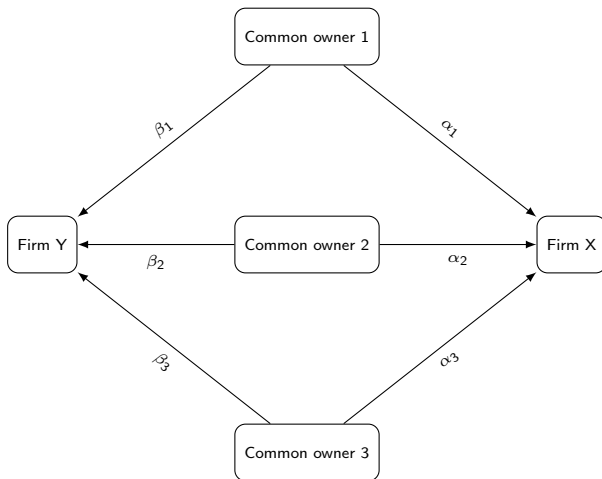 Common owner 1
β1
α1
Firm Y
Common owner 2
Firm X
β2
α2
β3
α3
Common owner 3